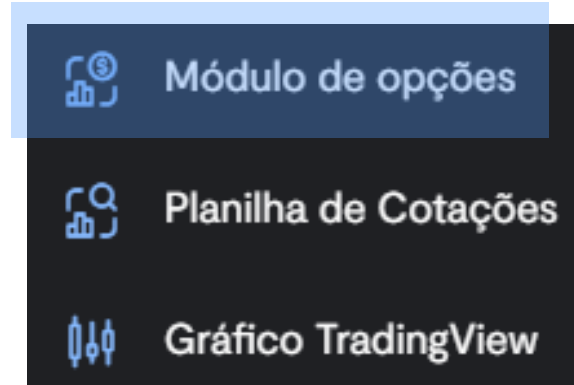 Módulo de opções
Planilha de Cotações
Gráfico TradingView